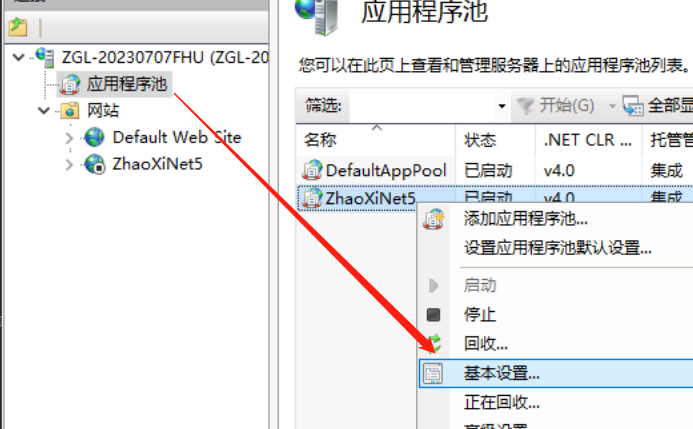 ZGL-20230707FHU (ZGL-20
应用程序池
网站
Default Web Site
ZhaoXiNet5
应用程序池
您可以在此页上查看和管理服务器上的应用程序池列表。
筛选: 开始(G) 全部显
名称 状态 .NET CLR ... 托管管
DefaultAppPool 已启动 v4.0 集成
ZhaoXiNet5 已启动 v4.0 集成
添加应用程序池...
设置应用程序池默认设置...
启动
停止
回收...
基本设置...
正在回收...
高级设置